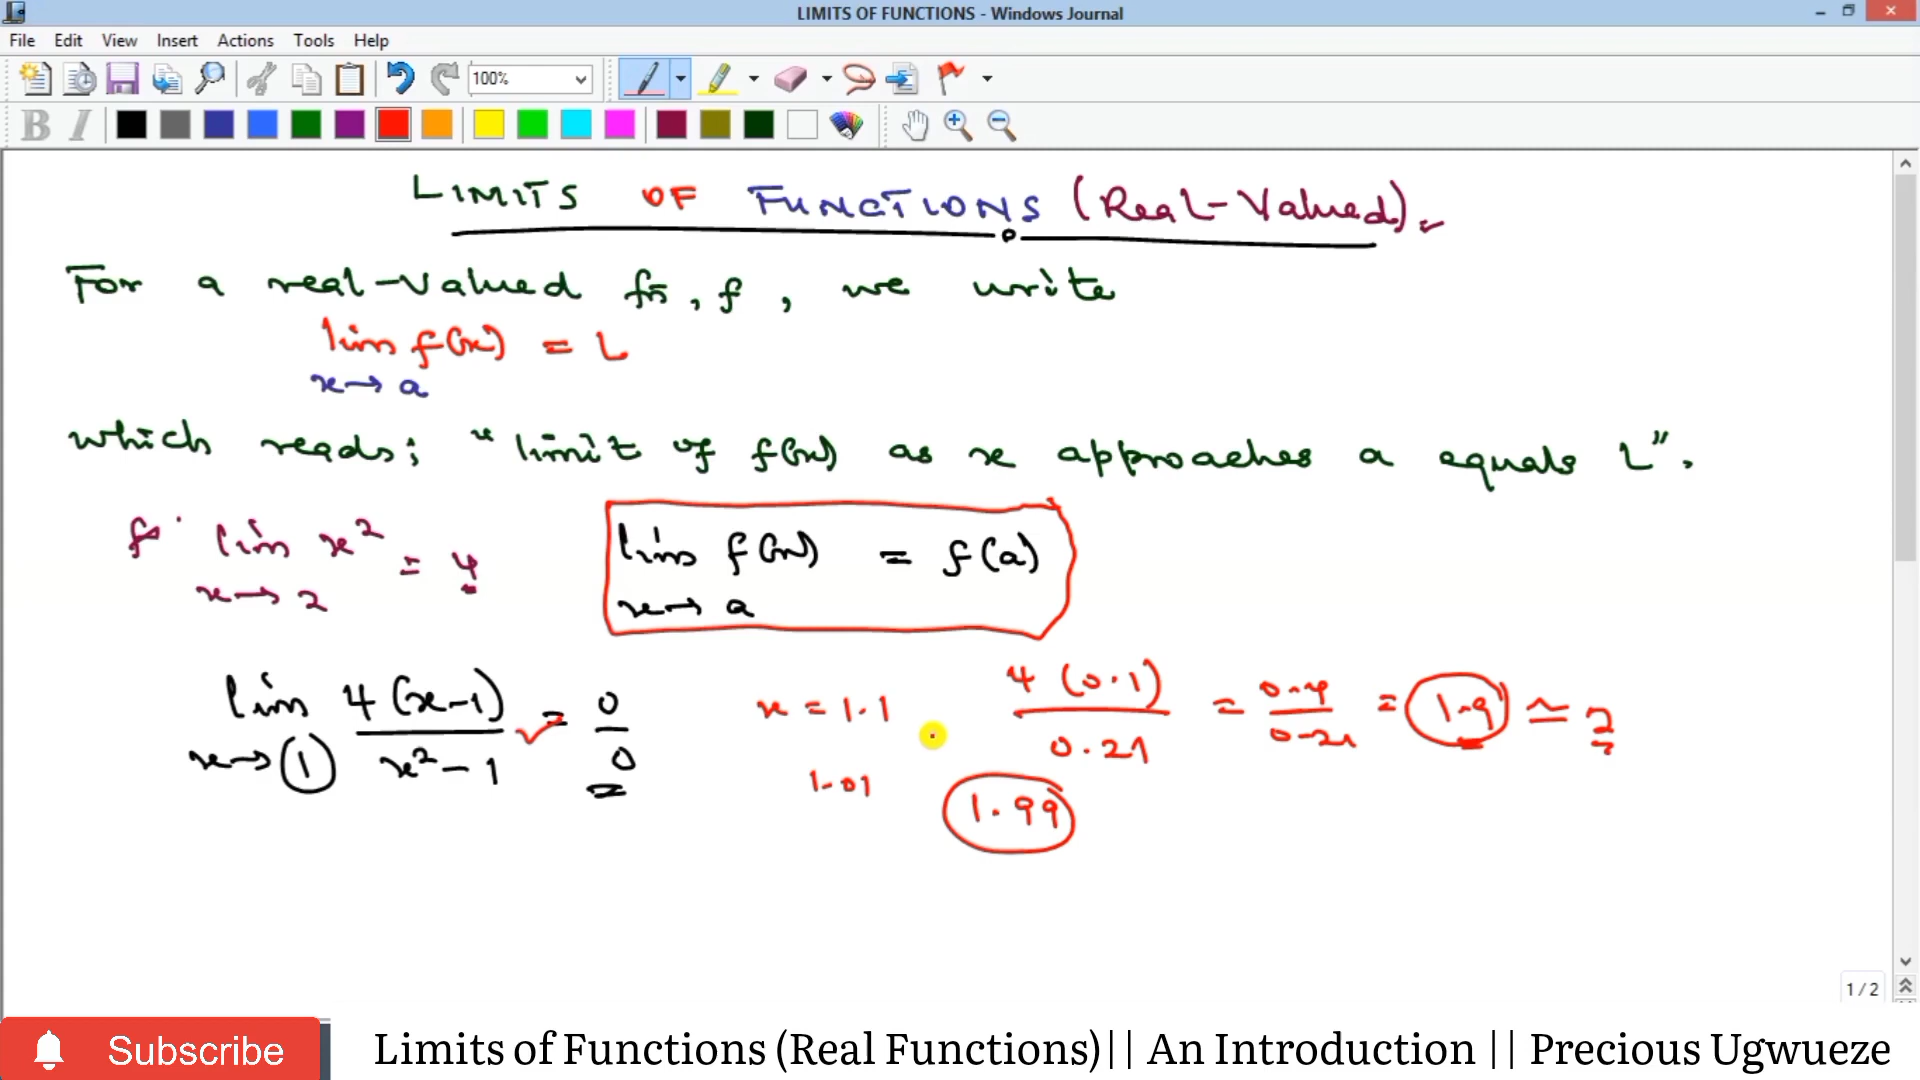 LIMITS OF FUNCTIONS - Windows Journal
File Edit View Insert Actions Tools Help
100%
B I
LIMITS OF FUNCTIONS (Real-Valued).
For a real-valued fn, f, we write
lim f(x) = L
x → a
which reads; "limit of f(x) as x approaches a equals L".
lim x² = 4
x → 2
lim f(x) = f(a)
x → a
lim 4(x-1) = 0
x → 1 x² - 1 0
x = 1.1 4(0.1) = 0.4 = 1.9 ≃ 2
0.21 0.21
1.01 1.99
1 / 2
Subscribe
Limits of Functions (Real Functions)|| An Introduction || Precious Ugwueze